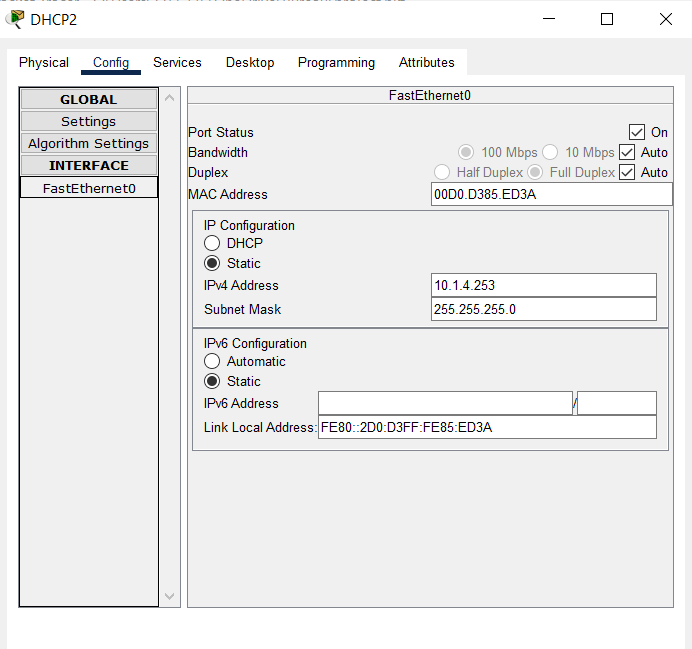 DHCP2
Physical Config Services Desktop Programming Attributes
GLOBAL
Settings
Algorithm Settings
INTERFACE
FastEthernet0
FastEthernet0
Port Status On
Bandwidth 100 Mbps 10 Mbps Auto
Duplex Half Duplex Full Duplex Auto
MAC Address 00D0.D385.ED3A
IP Configuration
DHCP
Static
IPv4 Address 10.1.4.253
Subnet Mask 255.255.255.0
IPv6 Configuration
Automatic
Static
IPv6 Address /
Link Local Address: FE80::2D0:D3FF:FE85:ED3A